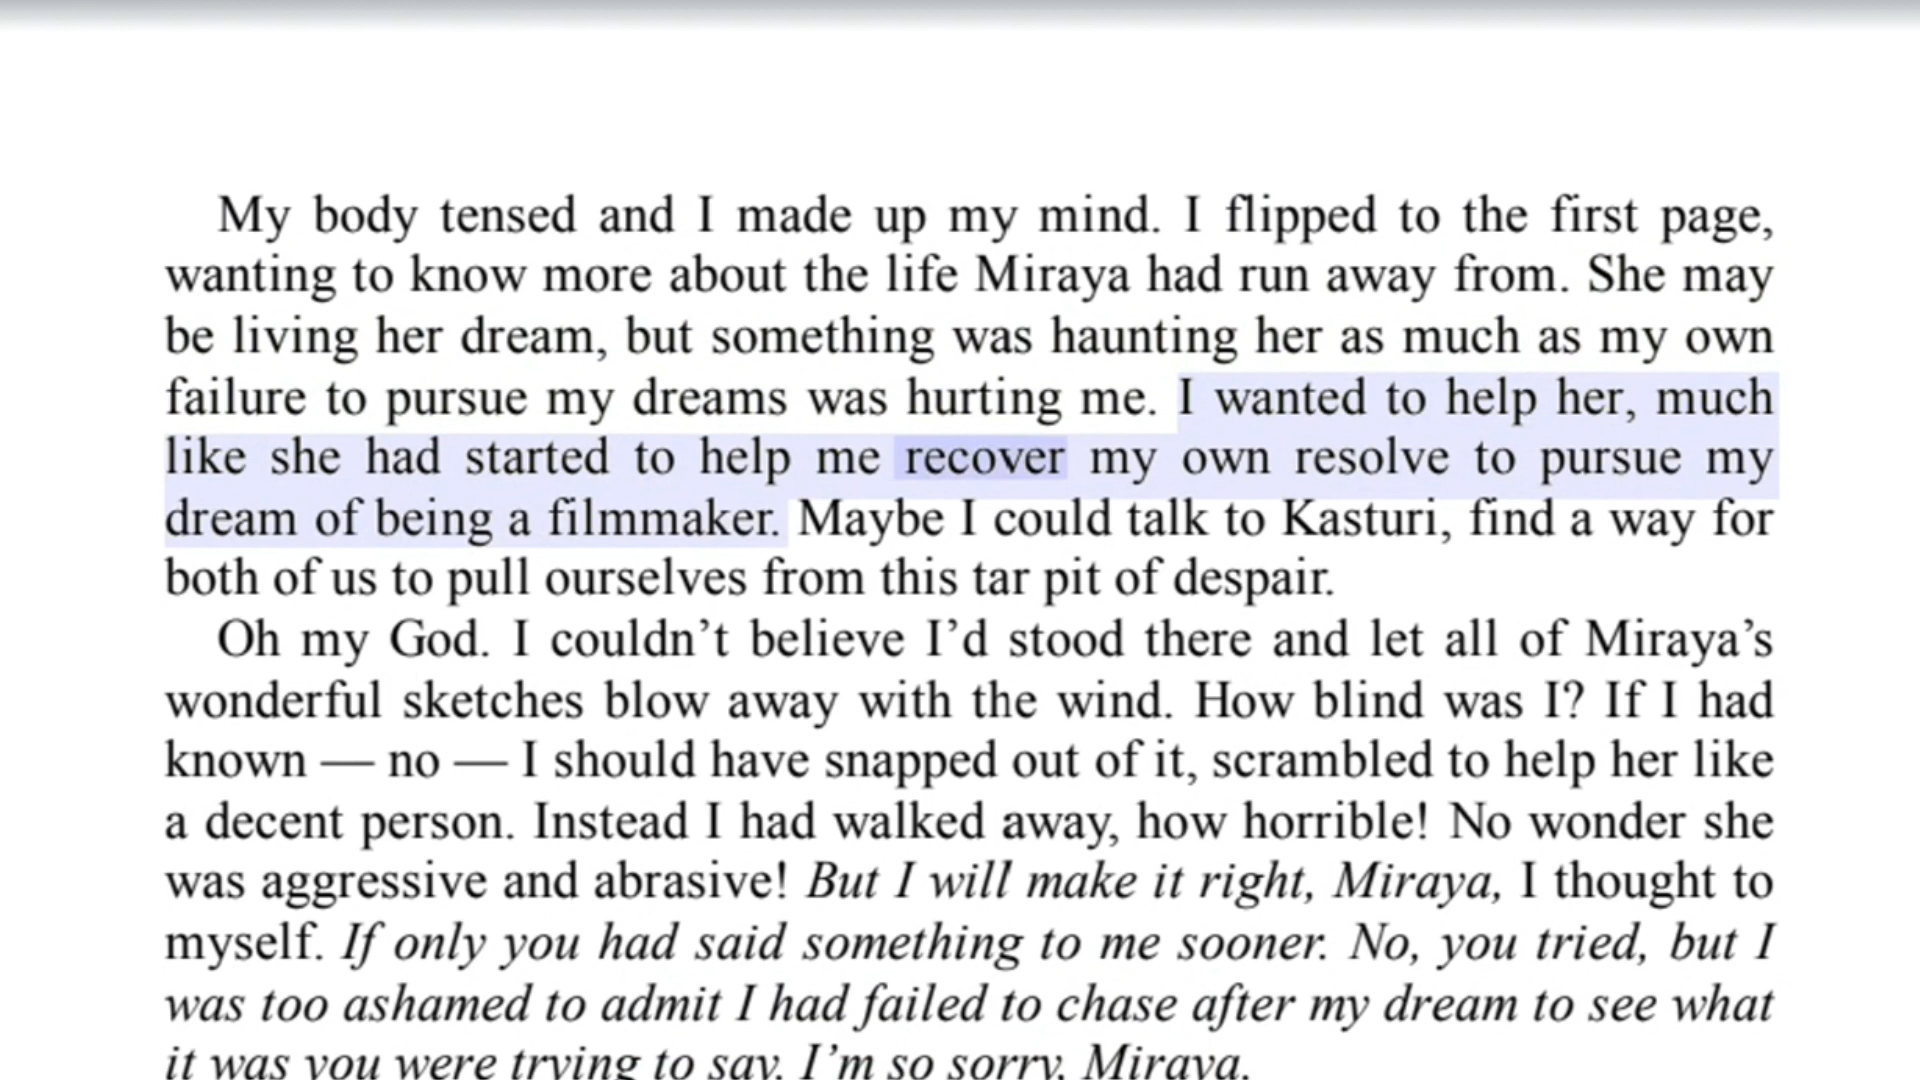 My body tensed and I made up my mind. I flipped to the first page,
wanting to know more about the life Miraya had run away from. She may
be living her dream, but something was haunting her as much as my own
failure to pursue my dreams was hurting me. I wanted to help her, much
like she had started to help me recover my own resolve to pursue my
dream of being a filmmaker. Maybe I could talk to Kasturi, find a way for
both of us to pull ourselves from this tar pit of despair.
Oh my God. I couldn’t believe I’d stood there and let all of Miraya’s
wonderful sketches blow away with the wind. How blind was I? If I had
known — no — I should have snapped out of it, scrambled to help her like
a decent person. Instead I had walked away, how horrible! No wonder she
was aggressive and abrasive! But I will make it right, Miraya, I thought to
myself. If only you had said something to me sooner. No, you tried, but I
was too ashamed to admit I had failed to chase after my dream to see what
it was you were trying to say. I’m so sorry, Miraya.